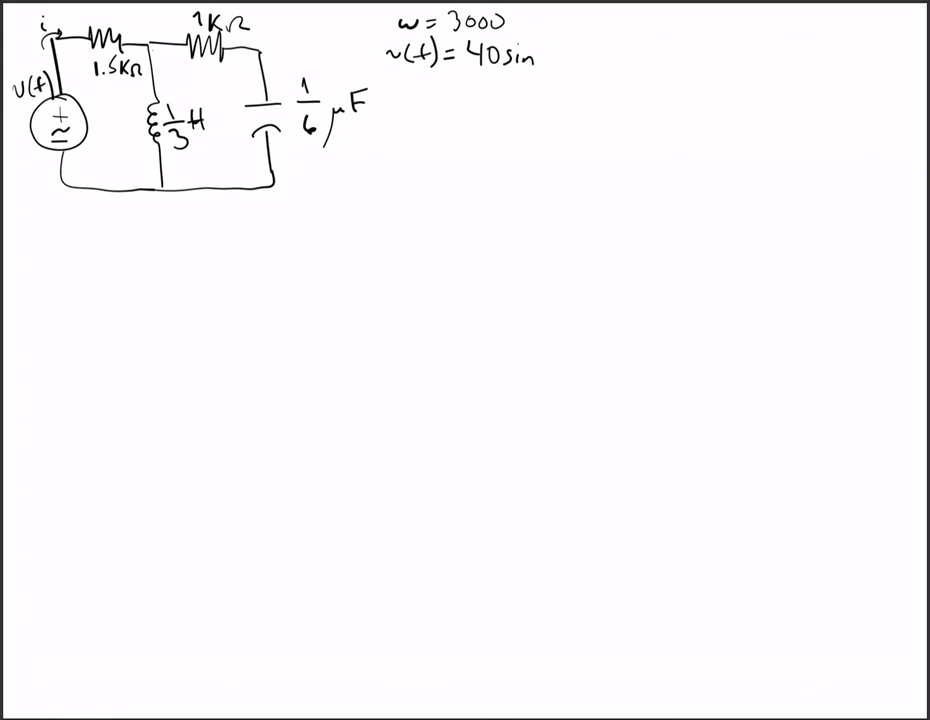 i
1KΩ
ω = 3000
v(t) = 40sin
1.5KΩ
v(t)
+
1/3 H
1/6 μF